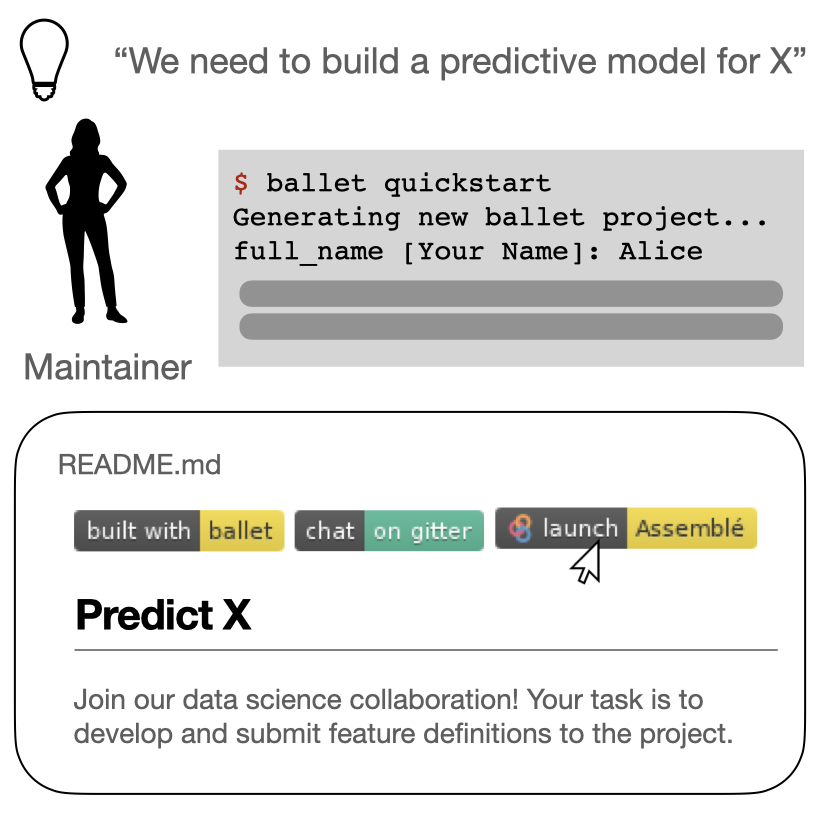 “We need to build a predictive model for X”
$ ballet quickstart
Generating new ballet project...
full_name [Your Name]: Alice
Maintainer
README.md
built with ballet chat on gitter launch Assemblé
Predict X
Join our data science collaboration! Your task is to
develop and submit feature definitions to the project.